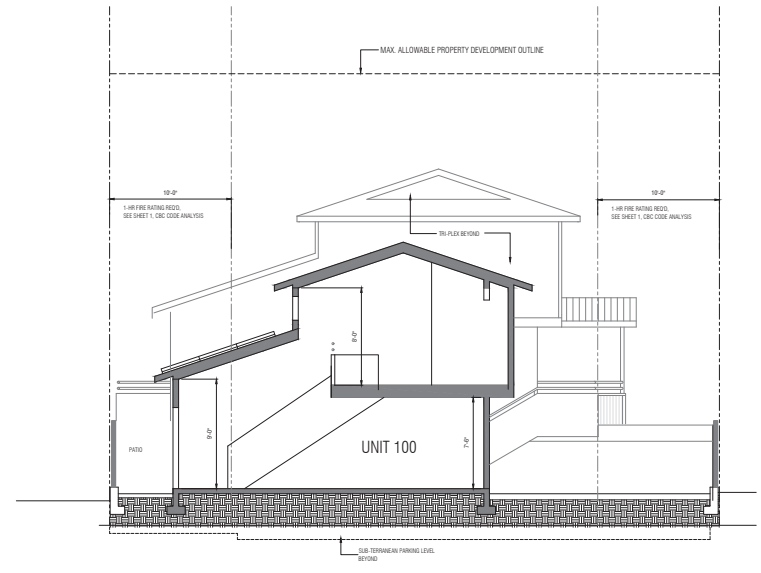 MAX. ALLOWABLE PROPERTY DEVELOPMENT OUTLINE
10'-0"
1-HR FIRE RATING REQ'D,
SEE SHEET 1, CBC CODE ANALYSIS
10'-0"
1-HR FIRE RATING REQ'D,
SEE SHEET 1, CBC CODE ANALYSIS
TRI-PLEX BEYOND
8'-0"
9'-0"
7'-6"
PATIO
UNIT 100
SUB-TERRANEAN PARKING LEVEL
BEYOND